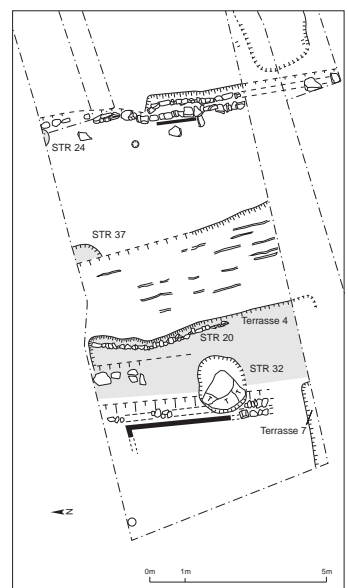 STR 24
STR 37
Terrasse 4
STR 20
STR 32
Terrasse 7
N
0m 1m 5m